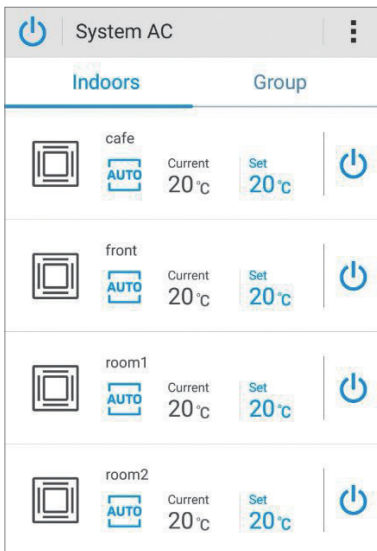 System AC
Indoors Group
cafe
AUTO Current 20°C Set 20°C
front
AUTO Current 20°C Set 20°C
room1
AUTO Current 20°C Set 20°C
room2
AUTO Current 20°C Set 20°C